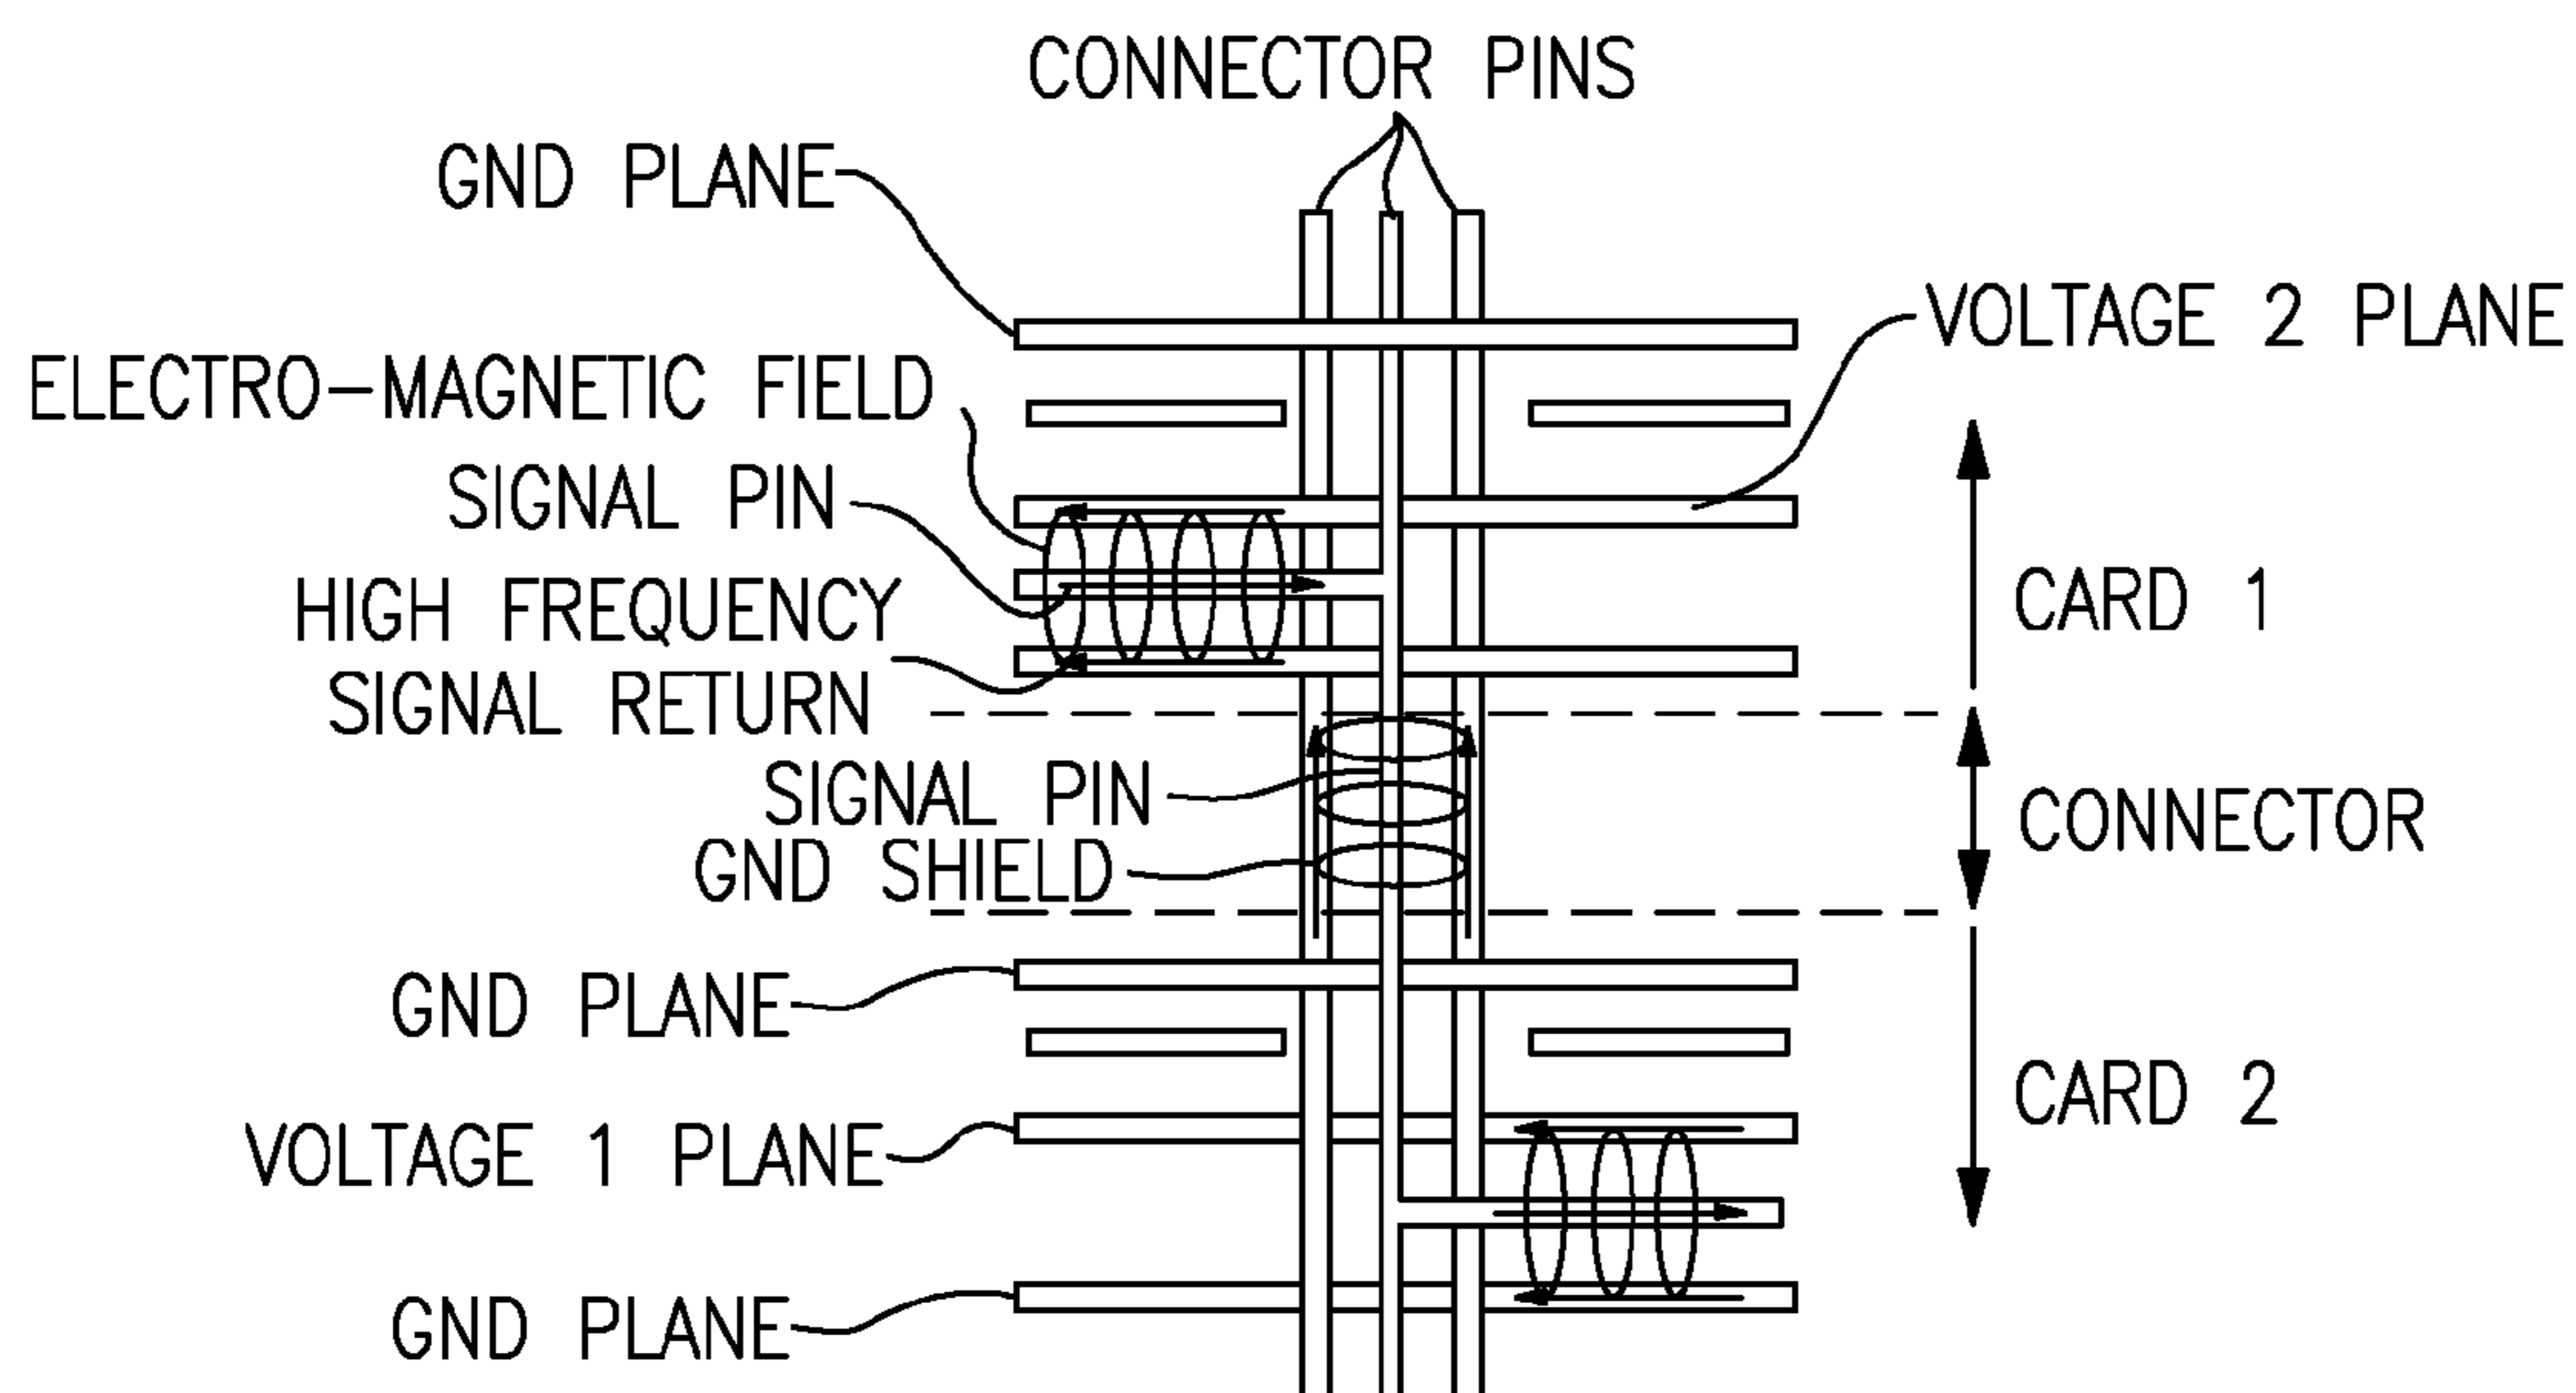 CONNECTOR PINS
GND PLANE
VOLTAGE 2 PLANE
ELECTRO-MAGNETIC FIELD
SIGNAL PIN
HIGH FREQUENCY
SIGNAL RETURN
CARD 1
SIGNAL PIN
CONNECTOR
GND SHIELD
GND PLANE
CARD 2
VOLTAGE 1 PLANE
GND PLANE